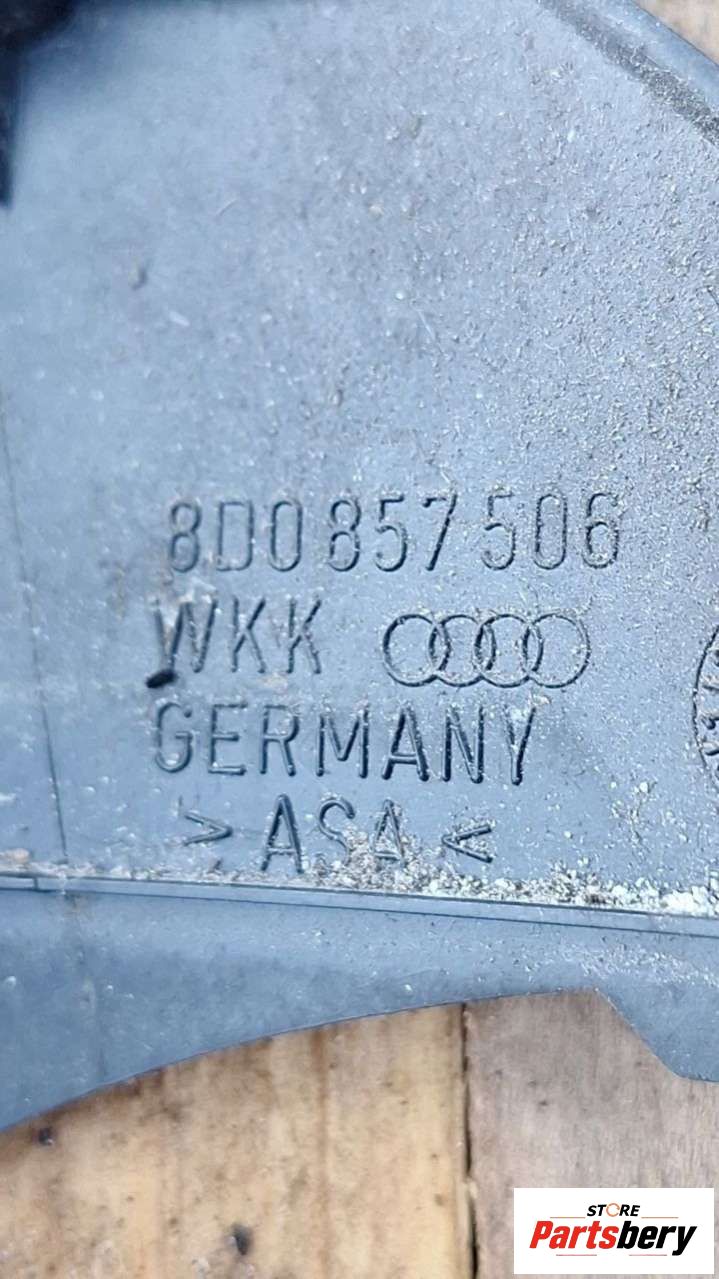 8D0 857 506
WKK
GERMANY
> ASA <
STORE
Partsbery